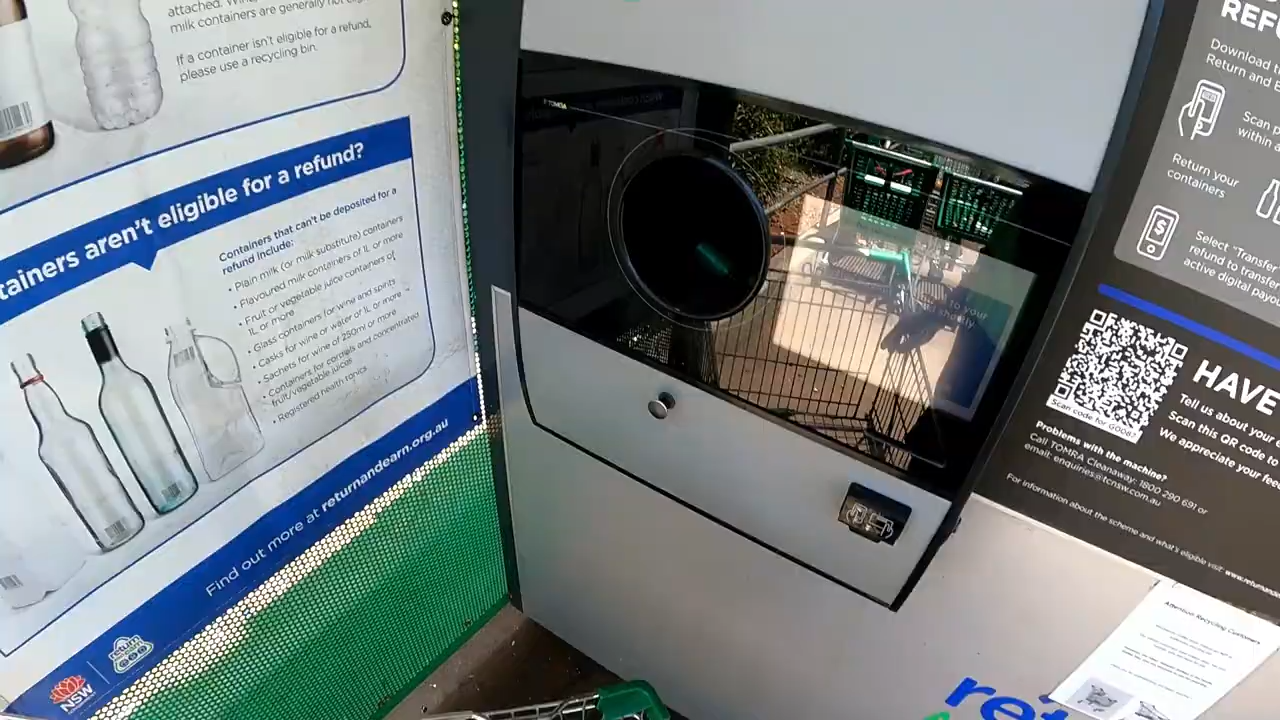 attached. Wine,
milk containers are generally not elig
If a container isn't eligible for a refund,
please use a recycling bin.
tainers aren't eligible for a refund?
Containers that can't be deposited for a
refund include:
• Plain milk (or milk substitute) containers
• Flavoured milk containers of 1L or more
• Fruit or vegetable juice containers of
1L or more
• Glass containers for wine and spirits
• Casks for wine or water of 1L or more
• Sachets for wine of 250ml or more
• Containers for cordials and concentrated
fruit/vegetable juices
• Registered health tonics
Find out more at returnandearn.org.au
NSW
TOMRA
REFU
Download t
Return and E
Scan
within a
Return your
containers
Select "Transfer
refund to transfer
active digital payo
Scan code for G0087
HAVE
Tell us about your
Scan this QR code to
We appreciate your fee
Problems with the machine?
Call TOMRA Cleanaway: 1800 290 691 or
email: enquiries@tcnsw.com.au
For information about the scheme and what's eligible visit: www.returnande
Attention Recycling Customers
ret